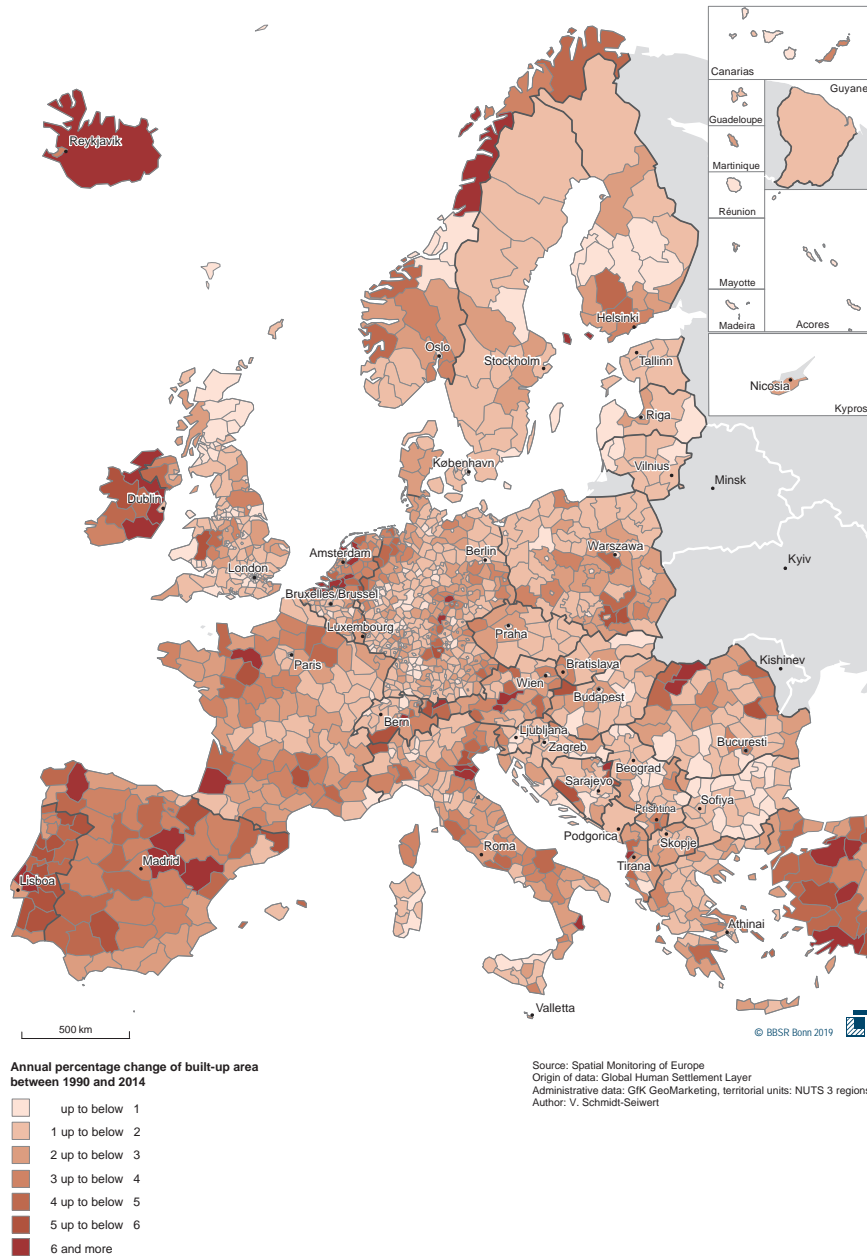 Canarias
Guyane
Guadeloupe
Martinique
Réunion
Mayotte
Madeira
Acores
Nicosia
Kypros
Reykjavik
Helsinki
Oslo
Stockholm
Tallinn
Riga
København
Vilnius
Minsk
Dublin
Amsterdam
Berlin
Warszawa
London
Kyiv
Bruxelles/Brussel
Luxembourg
Praha
Paris
Kishinev
Wien
Bratislava
Budapest
Bern
Ljubljana
Zagreb
Bucuresti
Beograd
Sarajevo
Sofiya
Prishtina
Podgorica
Skopje
Madrid
Roma
Tirana
Lisboa
Athinai
Valletta
500 km
© BBSR Bonn 2019
Annual percentage change of built-up area
between 1990 and 2014
up to below 1
1 up to below 2
2 up to below 3
3 up to below 4
4 up to below 5
5 up to below 6
6 and more
Source: Spatial Monitoring of Europe
Origin of data: Global Human Settlement Layer
Administrative data: GfK GeoMarketing, territorial units: NUTS 3 regions
Author: V. Schmidt-Seiwert